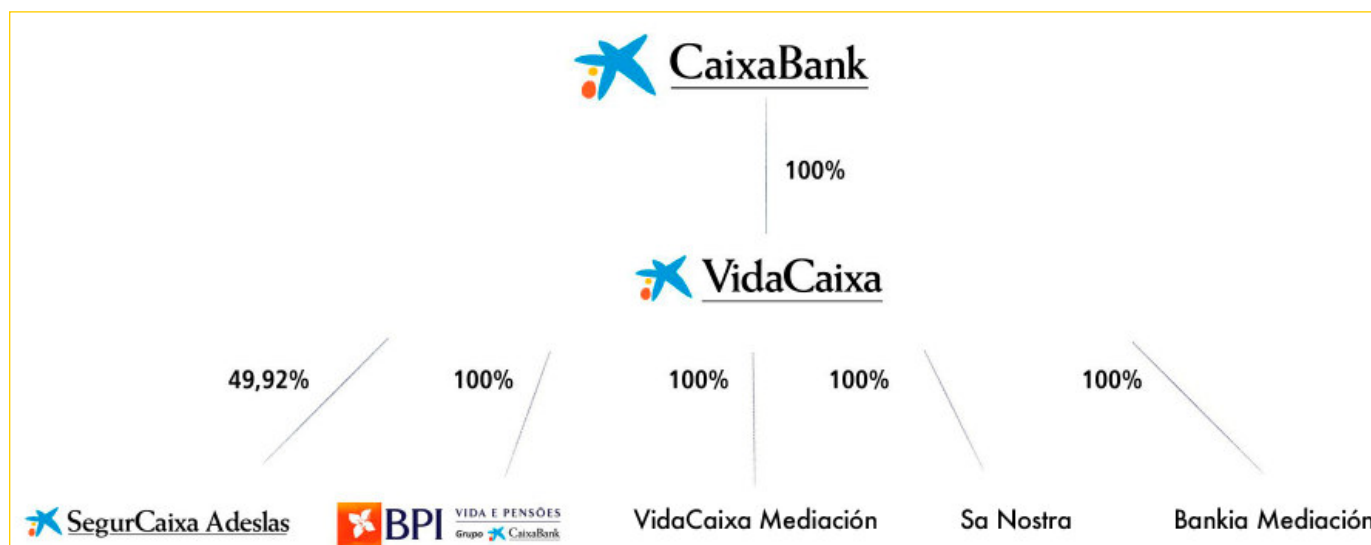 CaixaBank
100%
VidaCaixa
49,92% 100% 100% 100% 100%
SegurCaixa Adeslas
BPI VIDA E PENSÕES
Grupo CaixaBank
VidaCaixa Mediación
Sa Nostra
Bankia Mediación